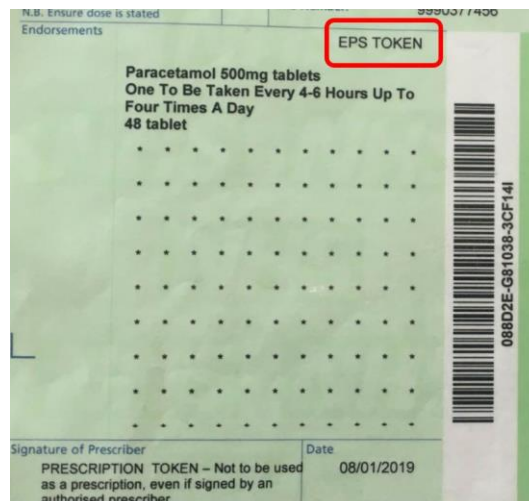 N.B. Ensure dose is stated
9990377456
Endorsements
EPS TOKEN
Paracetamol 500mg tablets
One To Be Taken Every 4-6 Hours Up To
Four Times A Day
48 tablet
088D2E-G81038-3CF14I
Signature of Prescriber
Date
PRESCRIPTION TOKEN – Not to be used
as a prescription, even if signed by an
authorised prescriber
08/01/2019